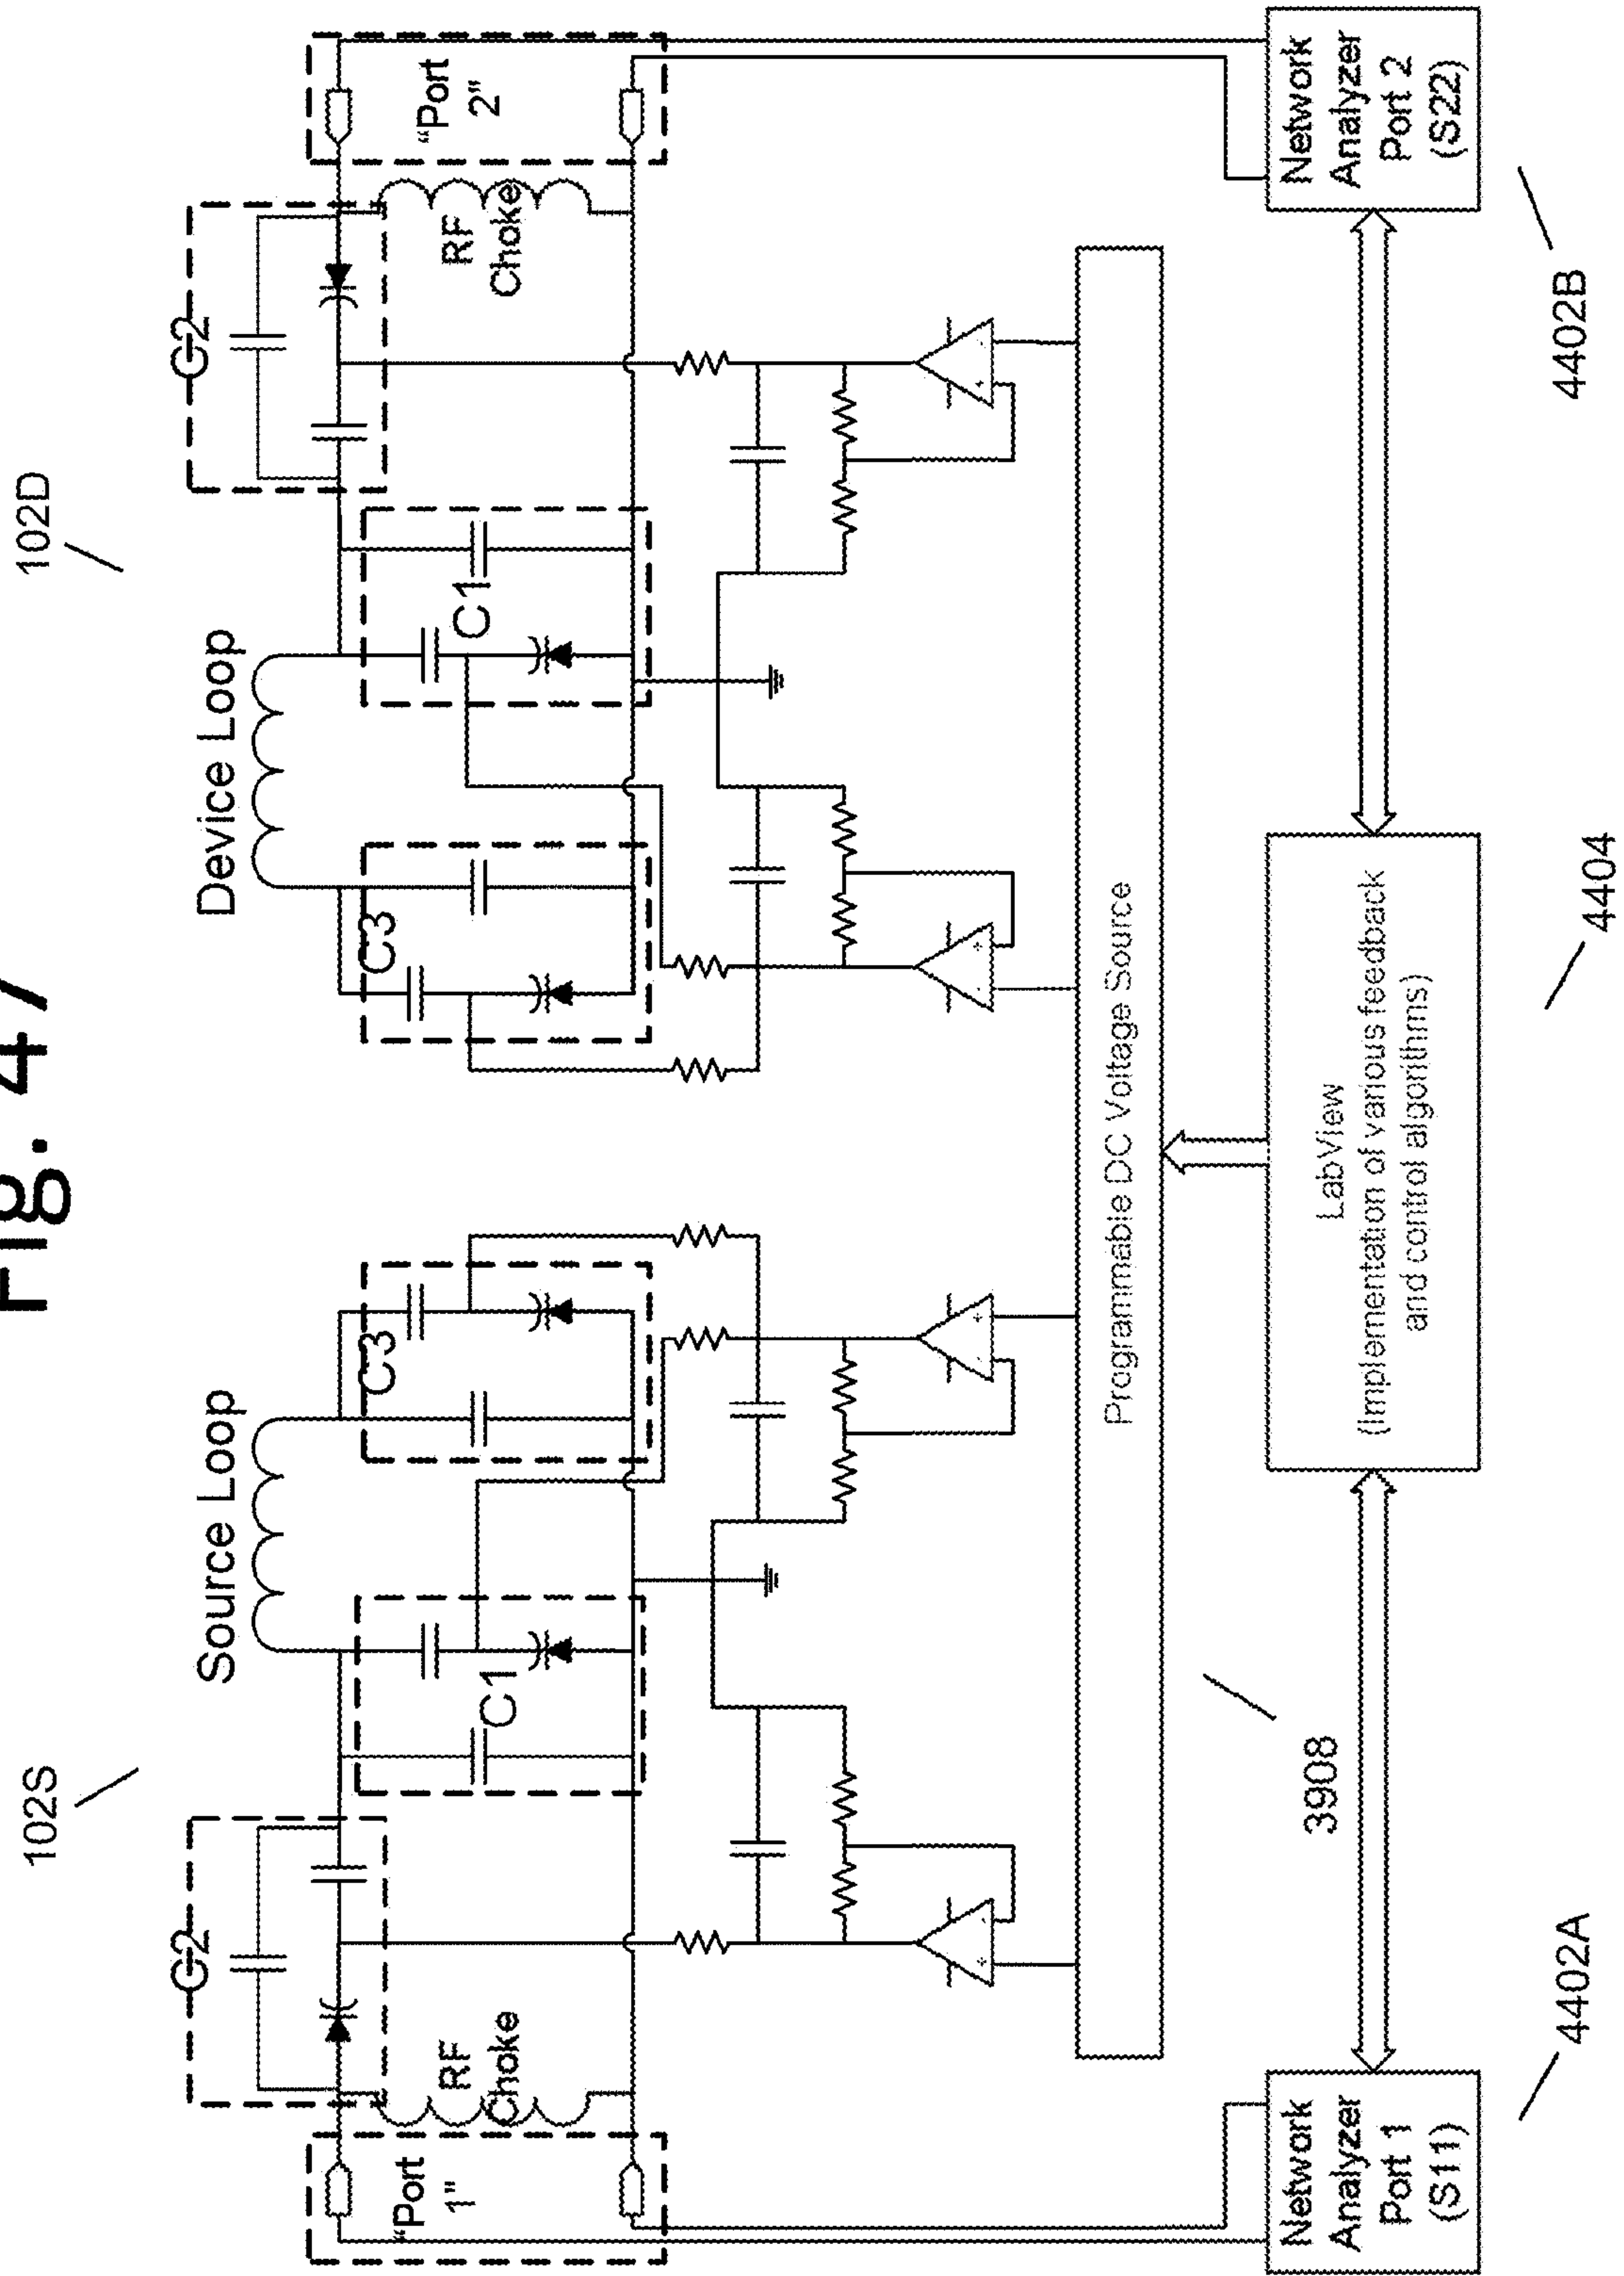 Fig. 47
102S
102D
Source Loop
Device Loop
C2
C3
C3
C2
C1
C1
"Port
1"
RF
Choke
RF
Choke
"Port
2"
Programmable DC Voltage Source
3908
Network
Analyzer
Port 1
(S11)
LabView
(Implementation of various feedback
and control algorithms)
Network
Analyzer
Port 2
(S22)
4402A
4404
4402B